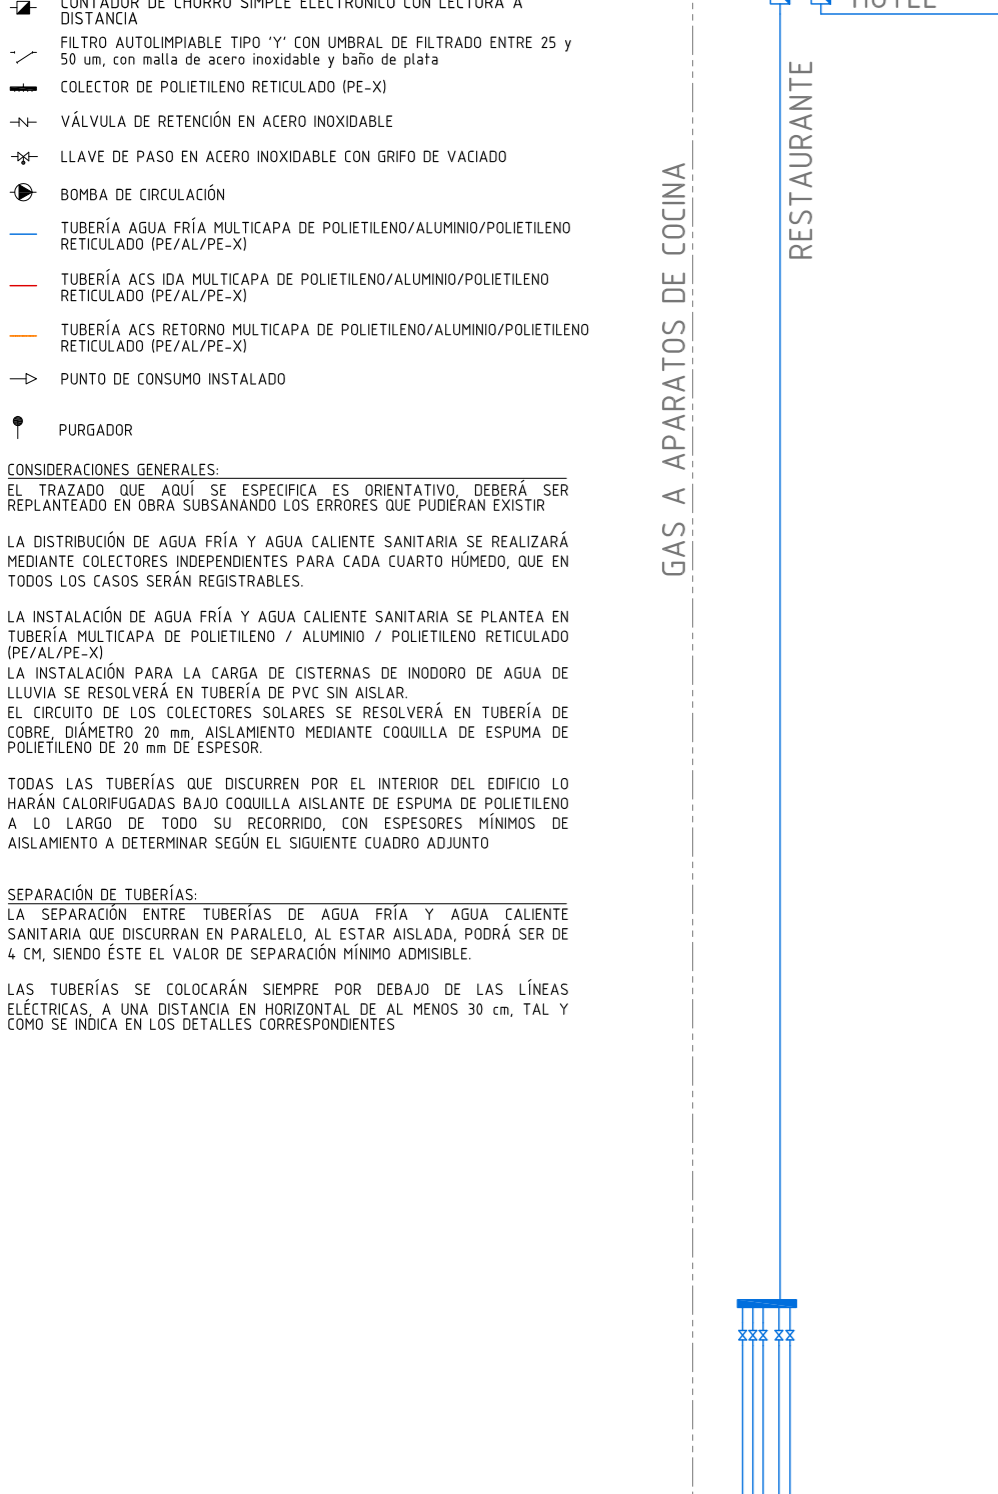 CONTADOR DE CHORRO SIMPLE ELECTRÓNICO CON LECTURA A
DISTANCIA
FILTRO AUTOLIMPIABLE TIPO 'Y' CON UMBRAL DE FILTRADO ENTRE 25 y
50 um, con malla de acero inoxidable y baño de plata
COLECTOR DE POLIETILENO RETICULADO (PE-X)
VÁLVULA DE RETENCIÓN EN ACERO INOXIDABLE
LLAVE DE PASO EN ACERO INOXIDABLE CON GRIFO DE VACIADO
BOMBA DE CIRCULACIÓN
TUBERÍA AGUA FRÍA MULTICAPA DE POLIETILENO/ALUMINIO/POLIETILENO
RETICULADO (PE/AL/PE-X)
TUBERÍA ACS IDA MULTICAPA DE POLIETILENO/ALUMINIO/POLIETILENO
RETICULADO (PE/AL/PE-X)
TUBERÍA ACS RETORNO MULTICAPA DE POLIETILENO/ALUMINIO/POLIETILENO
RETICULADO (PE/AL/PE-X)
PUNTO DE CONSUMO INSTALADO
PURGADOR
CONSIDERACIONES GENERALES:
EL TRAZADO QUE AQUÍ SE ESPECIFICA ES ORIENTATIVO, DEBERÁ SER
REPLANTEADO EN OBRA SUBSANANDO LOS ERRORES QUE PUDIERAN EXISTIR
LA DISTRIBUCIÓN DE AGUA FRÍA Y AGUA CALIENTE SANITARIA SE REALIZARÁ
MEDIANTE COLECTORES INDEPENDIENTES PARA CADA CUARTO HÚMEDO, QUE EN
TODOS LOS CASOS SERÁN REGISTRABLES.
LA INSTALACIÓN DE AGUA FRÍA Y AGUA CALIENTE SANITARIA SE PLANTEA EN
TUBERÍA MULTICAPA DE POLIETILENO / ALUMINIO / POLIETILENO RETICULADO
(PE/AL/PE-X)
LA INSTALACIÓN PARA LA CARGA DE CISTERNAS DE INODORO DE AGUA DE
LLUVIA SE RESOLVERÁ EN TUBERÍA DE PVC SIN AISLAR.
EL CIRCUITO DE LOS COLECTORES SOLARES SE RESOLVERÁ EN TUBERÍA DE
COBRE, DIÁMETRO 20 mm, AISLAMIENTO MEDIANTE COQUILLA DE ESPUMA DE
POLIETILENO DE 20 mm DE ESPESOR.
TODAS LAS TUBERÍAS QUE DISCURREN POR EL INTERIOR DEL EDIFICIO LO
HARÁN CALORIFUGADAS BAJO COQUILLA AISLANTE DE ESPUMA DE POLIETILENO
A LO LARGO DE TODO SU RECORRIDO, CON ESPESORES MÍNIMOS DE
AISLAMIENTO A DETERMINAR SEGÚN EL SIGUIENTE CUADRO ADJUNTO
SEPARACIÓN DE TUBERÍAS:
LA SEPARACIÓN ENTRE TUBERÍAS DE AGUA FRÍA Y AGUA CALIENTE
SANITARIA QUE DISCURRAN EN PARALELO, AL ESTAR AISLADA, PODRÁ SER DE
4 CM, SIENDO ÉSTE EL VALOR DE SEPARACIÓN MÍNIMO ADMISIBLE.
LAS TUBERÍAS SE COLOCARÁN SIEMPRE POR DEBAJO DE LAS LÍNEAS
ELÉCTRICAS, A UNA DISTANCIA EN HORIZONTAL DE AL MENOS 30 cm, TAL Y
COMO SE INDICA EN LOS DETALLES CORRESPONDIENTES
GAS A APARATOS DE COCINA
RESTAURANTE
HOTEL